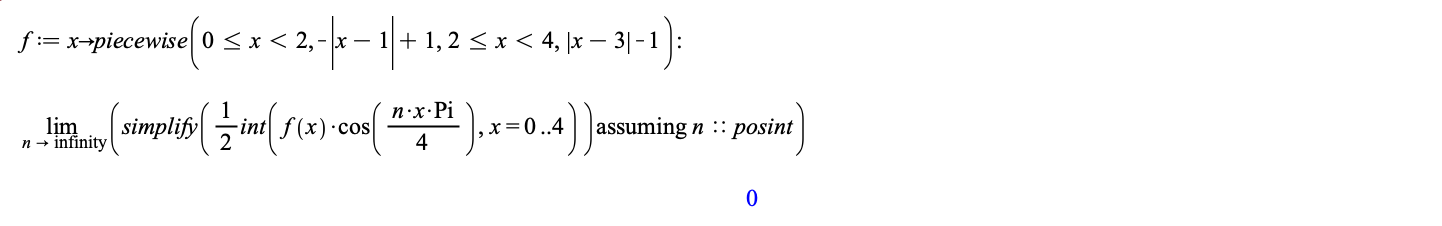 f := x→piecewise(0 ≤ x < 2, -|x − 1| + 1, 2 ≤ x < 4, |x − 3| - 1):
lim n → infinity (simplify(1/2 int(f(x)·cos(n·x·Pi/4), x = 0 ..4)) assuming n :: posint)
0